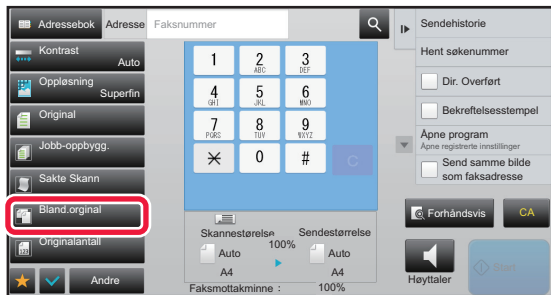 Adressebok
Adresse
Faksnummer
Sendehistorie
Kontrast
Auto
Hent søkenummer
Oppløsning
Superfin
Dir. Overført
Original
Bekreftelsesstempel
Jobb-oppbygg.
Åpne program
Åpne registrerte innstillinger
Sakte Skann
Send samme bilde
som faksadresse
Bland.orginal
Originalantall
Andre
1
2
ABC
3
DEF
4
GHI
5
JKL
6
MNO
7
PQRS
8
TUV
9
WXYZ
0
#
C
Skannestørelse
100%
Sendestørrelse
Auto
A4
Auto
A4
Faksmottakminne :
100%
Forhåndsvis
CA
Høyttaler
Start